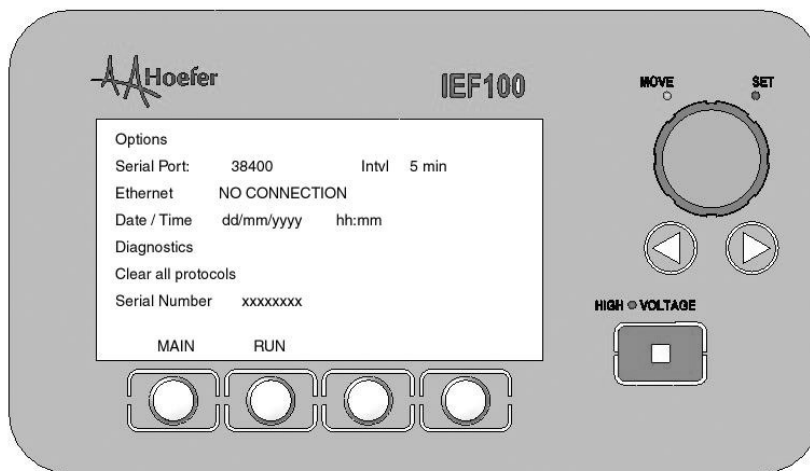 Hoefer
IEF100
MOVE SET
Options
Serial Port: 38400 Intvl 5 min
Ethernet NO CONNECTION
Date / Time dd/mm/yyyy hh:mm
Diagnostics
Clear all protocols
Serial Number xxxxxxxx
MAIN RUN
HIGH VOLTAGE